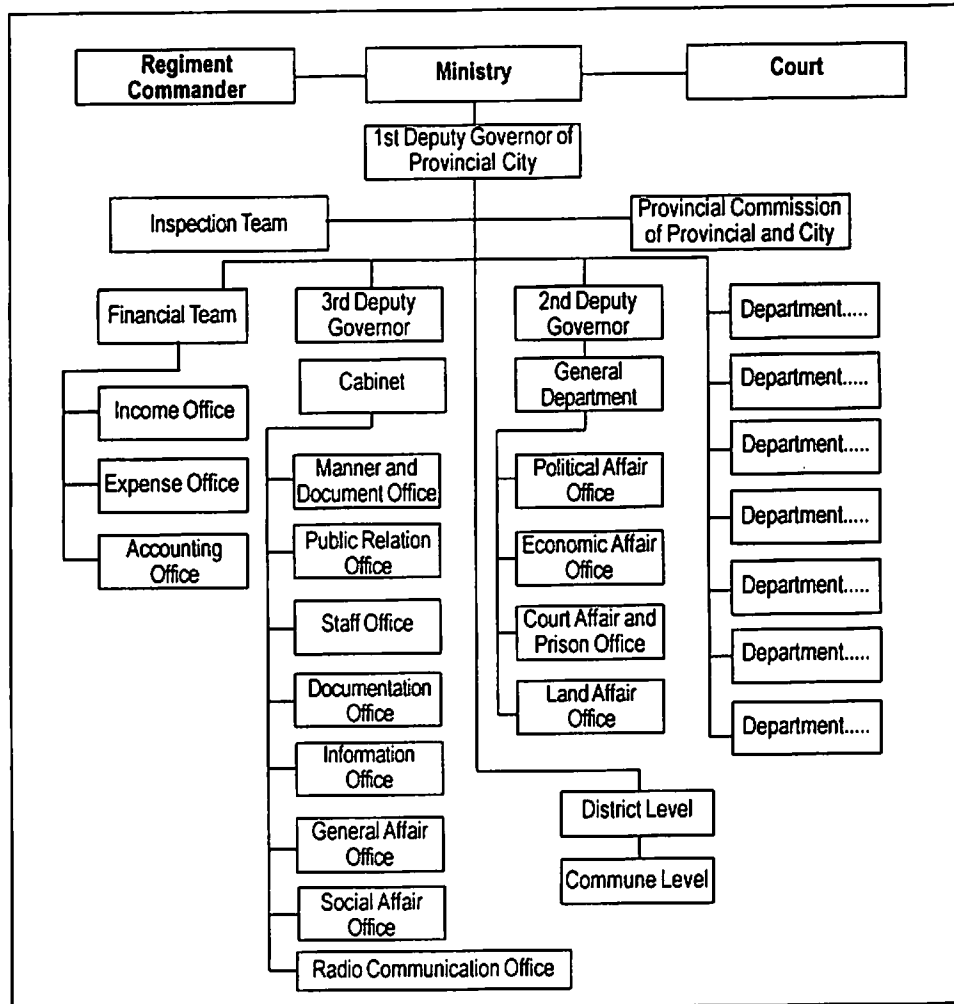 Regiment
Commander
Ministry
Court
1st Deputy Governor of
Provincial City
Inspection Team
Provincial Commission
of Provincial and City
Financial Team
3rd Deputy
Governor
2nd Deputy
Governor
Department.....
Cabinet
General
Department
Department.....
Income Office
Department.....
Manner and
Document Office
Political Affair
Office
Expense Office
Department.....
Public Relation
Office
Economic Affair
Office
Accounting
Office
Department.....
Staff Office
Court Affair and
Prison Office
Department.....
Documentation
Office
Land Affair
Office
Department.....
Information
Office
District Level
General Affair
Office
Commune Level
Social Affair
Office
Radio Communication Office